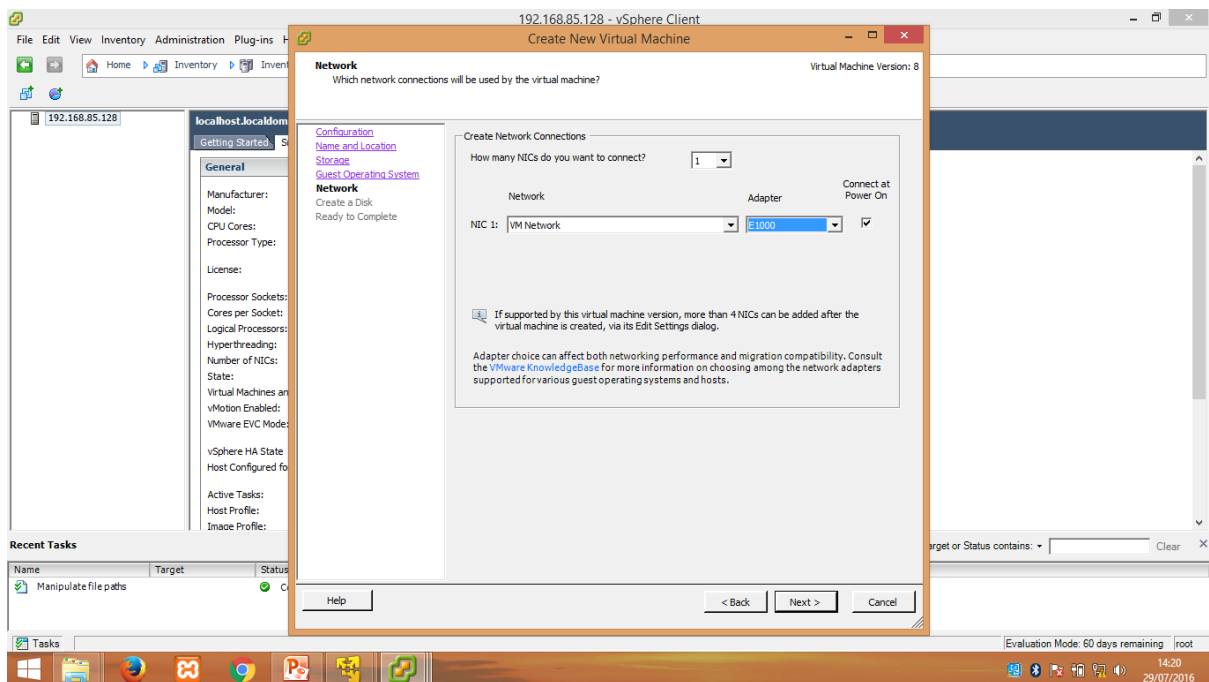 192.168.85.128 - vSphere Client
File Edit View Inventory Administration Plug-ins H
Home Inventory Invent
192.168.85.128
localhost.localdom
Getting Started
General
Manufacturer:
Model:
CPU Cores:
Processor Type:
License:
Processor Sockets:
Cores per Socket:
Logical Processors:
Hyperthreading:
Number of NICs:
State:
Virtual Machines an
vMotion Enabled:
VMware EVC Mode:
vSphere HA State
Host Configured fo
Active Tasks:
Host Profile:
Image Profile:
Create New Virtual Machine
Network
Which network connections will be used by the virtual machine?
Virtual Machine Version: 8
Configuration
Name and Location
Storage
Guest Operating System
Network
Create a Disk
Ready to Complete
Create Network Connections
How many NICs do you want to connect? 1
Network Adapter Connect at Power On
NIC 1: VM Network E1000
If supported by this virtual machine version, more than 4 NICs can be added after the
virtual machine is created, via its Edit Settings dialog.
Adapter choice can affect both networking performance and migration compatibility. Consult
the VMware KnowledgeBase for more information on choosing among the network adapters
supported for various guest operating systems and hosts.
Help < Back Next > Cancel
Recent Tasks
arget or Status contains: Clear
Name Target Status
Manipulate file paths
Tasks
Evaluation Mode: 60 days remaining root
14:20
29/07/2016